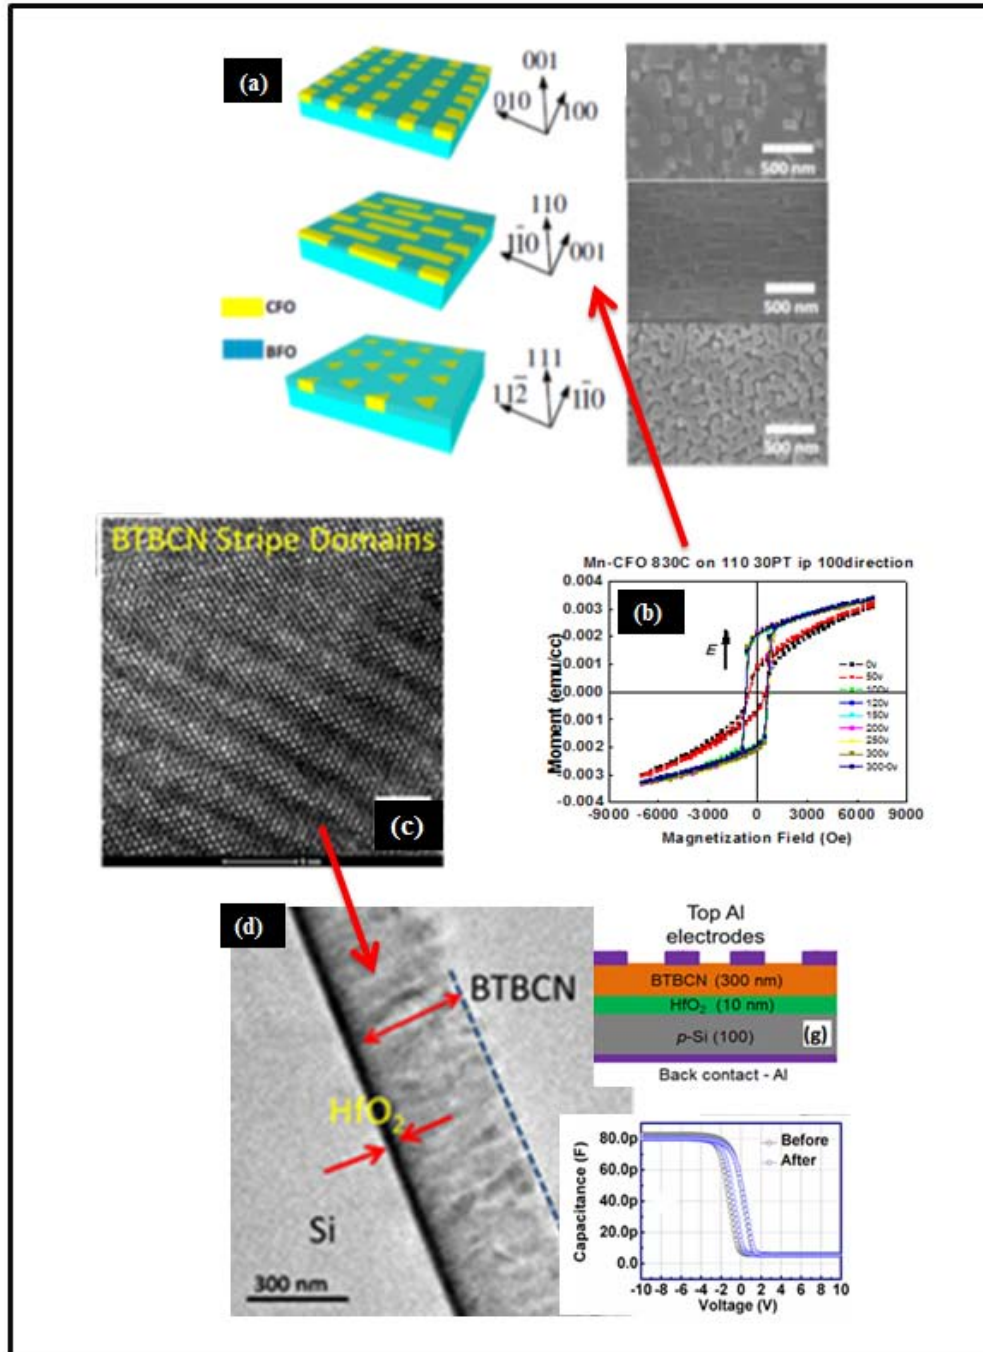 (a)
001
010
100
500 nm
110
11̅0
001
500 nm
CFO
BFO
111
112̅
11̅0
500 nm
BTBCN Stripe Domains
(c)
Mn-CFO 830C on 110 30PT ip 100direction
(b)
Moment (emu/cc)
0.004
0.003
0.002
0.001
0.000
-0.001
-0.002
-0.003
-0.004
m
0v
50v
100v
120v
150v
200v
250v
300v
300-0v
-9000 -6000 -3000 0 3000 6000 9000
Magnetization Field (Oe)
(d)
BTBCN
HfO₂
Si
300 nm
Top Al
electrodes
BTBCN (300 nm)
HfO₂ (10 nm)
p-Si (100)
(g)
Back contact - Al
Capacitance (F)
80.0p
60.0p
40.0p
20.0p
0.0
Before
After
-10 -8 -6 -4 -2 0 2 4 6 8 10
Voltage (V)